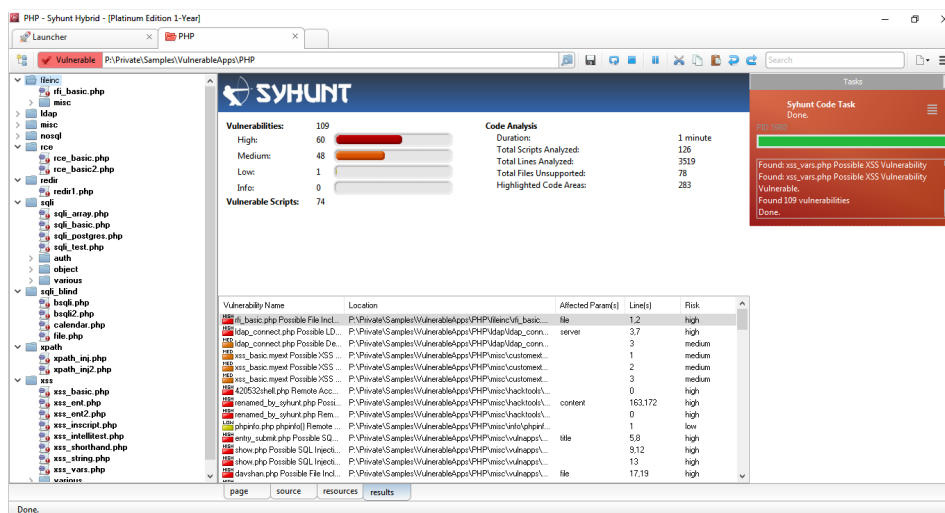 PHP - Syhunt Hybrid - [Platinum Edition 1-Year]
Launcher
PHP
Vulnerable P:\Private\Samples\VulnerableApps\PHP
Search
fileinc
rfi_basic.php
misc
ldap
misc
nosql
rce
rce_basic.php
rce_basic2.php
redir
redir1.php
sqli
sqli_array.php
sqli_basic.php
sqli_postgres.php
sqli_test.php
auth
object
various
sqli_blind
bsqli.php
bsqli2.php
calendar.php
file.php
xpath
xpath_inj.php
xpath_inj2.php
xss
xss_basic.php
xss_ent.php
xss_ent2.php
xss_inscript.php
xss_intellitest.php
xss_shorthand.php
xss_string.php
xss_vars.php
various
SYHUNT
Vulnerabilities: 109
High: 60
Medium: 48
Low: 1
Info: 0
Vulnerable Scripts: 74
Code Analysis
Duration: 1 minute
Total Scripts Analyzed: 126
Total Lines Analyzed: 3519
Total Files Unsupported: 78
Highlighted Code Areas: 283
Tasks
Syhunt Code Task
Done.
Found: xss_vars.php Possible XSS Vulnerability
Found: xss_vars.php Possible XSS Vulnerability
Vulnerable.
Found 109 vulnerabilities
Done.
Vulnerability Name Location Affected Param(s) Line(s) Risk
HIGH rfi_basic.php Possible File Incl... P:\Private\Samples\VulnerableApps\PHP\fileinc\rfi_basic.... file 1,2 high
HIGH ldap_connect.php Possible LD... P:\Private\Samples\VulnerableApps\PHP\ldap\ldap_conn... server 3,7 high
MED ldap_connect.php Possible De... P:\Private\Samples\VulnerableApps\PHP\ldap\ldap_conn... 3 medium
MED xss_basic.myext Possible XSS ... P:\Private\Samples\VulnerableApps\PHP\misc\customext... 1 medium
MED xss_basic.myext Possible XSS ... P:\Private\Samples\VulnerableApps\PHP\misc\customext... 2 medium
MED xss_basic.myext Possible XSS ... P:\Private\Samples\VulnerableApps\PHP\misc\customext... 3 medium
HIGH 420532shell.php Remote Acc... P:\Private\Samples\VulnerableApps\PHP\misc\hacktools\... 0 high
HIGH renamed_by_syhunt.php Possi... P:\Private\Samples\VulnerableApps\PHP\misc\hacktools\... content 163,172 high
HIGH renamed_by_syhunt.php Rem... P:\Private\Samples\VulnerableApps\PHP\misc\hacktools\... 0 high
LOW phpinfo.php phpinfo() Remote ... P:\Private\Samples\VulnerableApps\PHP\misc\info\phpinf... 1 low
HIGH entry_submit.php Possible SQ... P:\Private\Samples\VulnerableApps\PHP\misc\vulnapps\... title 5,8 high
HIGH show.php Possible SQL Injecti... P:\Private\Samples\VulnerableApps\PHP\misc\vulnapps\... 9,12 high
HIGH show.php Possible SQL Injecti... P:\Private\Samples\VulnerableApps\PHP\misc\vulnapps\... 13 high
HIGH davshan.php Possible File Incl... P:\Private\Samples\VulnerableApps\PHP\misc\vulnapps\... file 17,19 high
HIGH
page source resources results
Done.